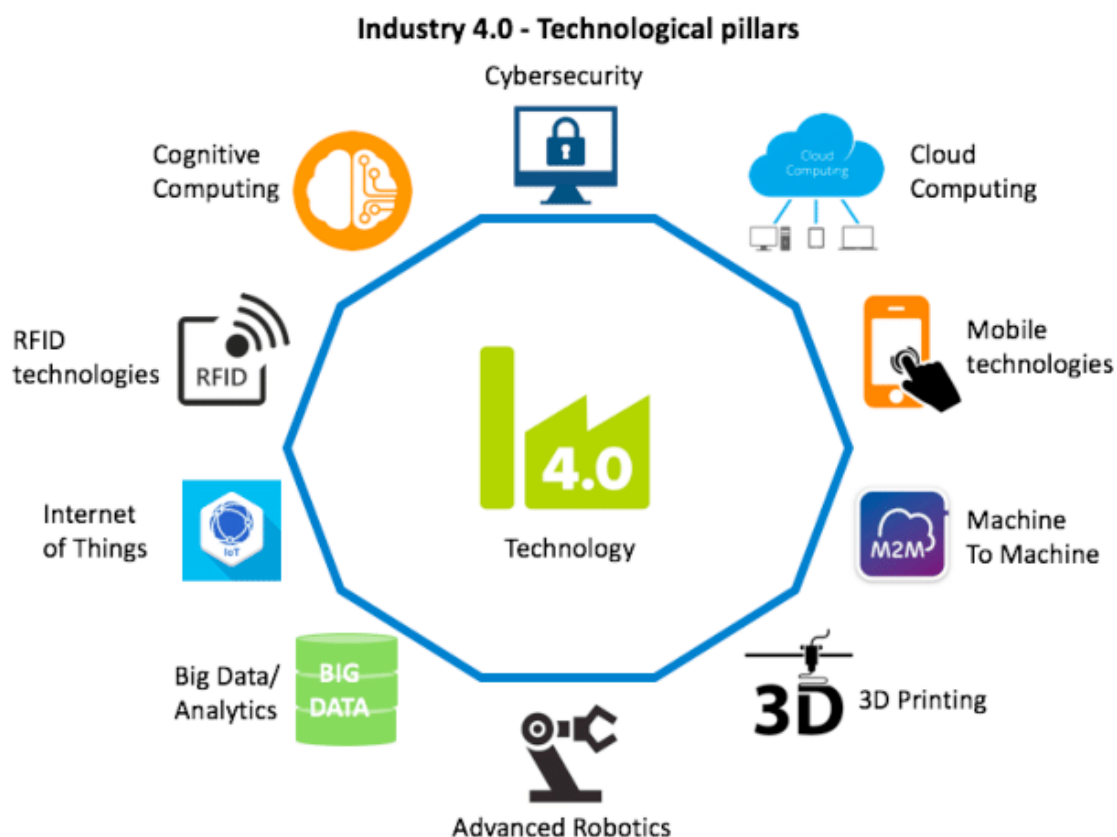 Industry 4.0 - Technological pillars
Cybersecurity
Cognitive
Computing
Cloud
Computing
Cloud
Computing
RFID
technologies
RFID
Mobile
technologies
4.0
Technology
Internet
of Things
IoT
M2M
Machine
To Machine
Big Data/
Analytics
BIG
DATA
3D
3D Printing
Advanced Robotics